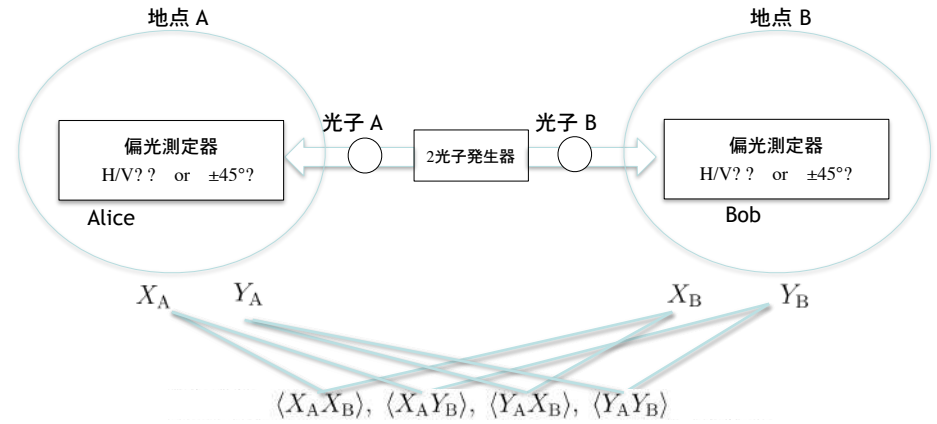 地点 A
地点 B
光子 A
光子 B
偏光測定器
H/V? ? or ±45°?
2光子発生器
偏光測定器
H/V? ? or ±45°?
Alice
Bob
X_A
Y_A
X_B
Y_B
⟨X_A X_B⟩, ⟨X_A Y_B⟩, ⟨Y_A X_B⟩, ⟨Y_A Y_B⟩